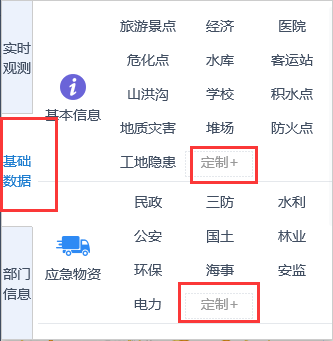 实时
观测
基础
数据
部门
信息
基本信息
旅游景点 经济 医院
危化点 水库 客运站
山洪沟 学校 积水点
地质灾害 堆场 防火点
工地隐患 定制+
应急物资
民政 三防 水利
公安 国土 林业
环保 海事 安监
电力 定制+